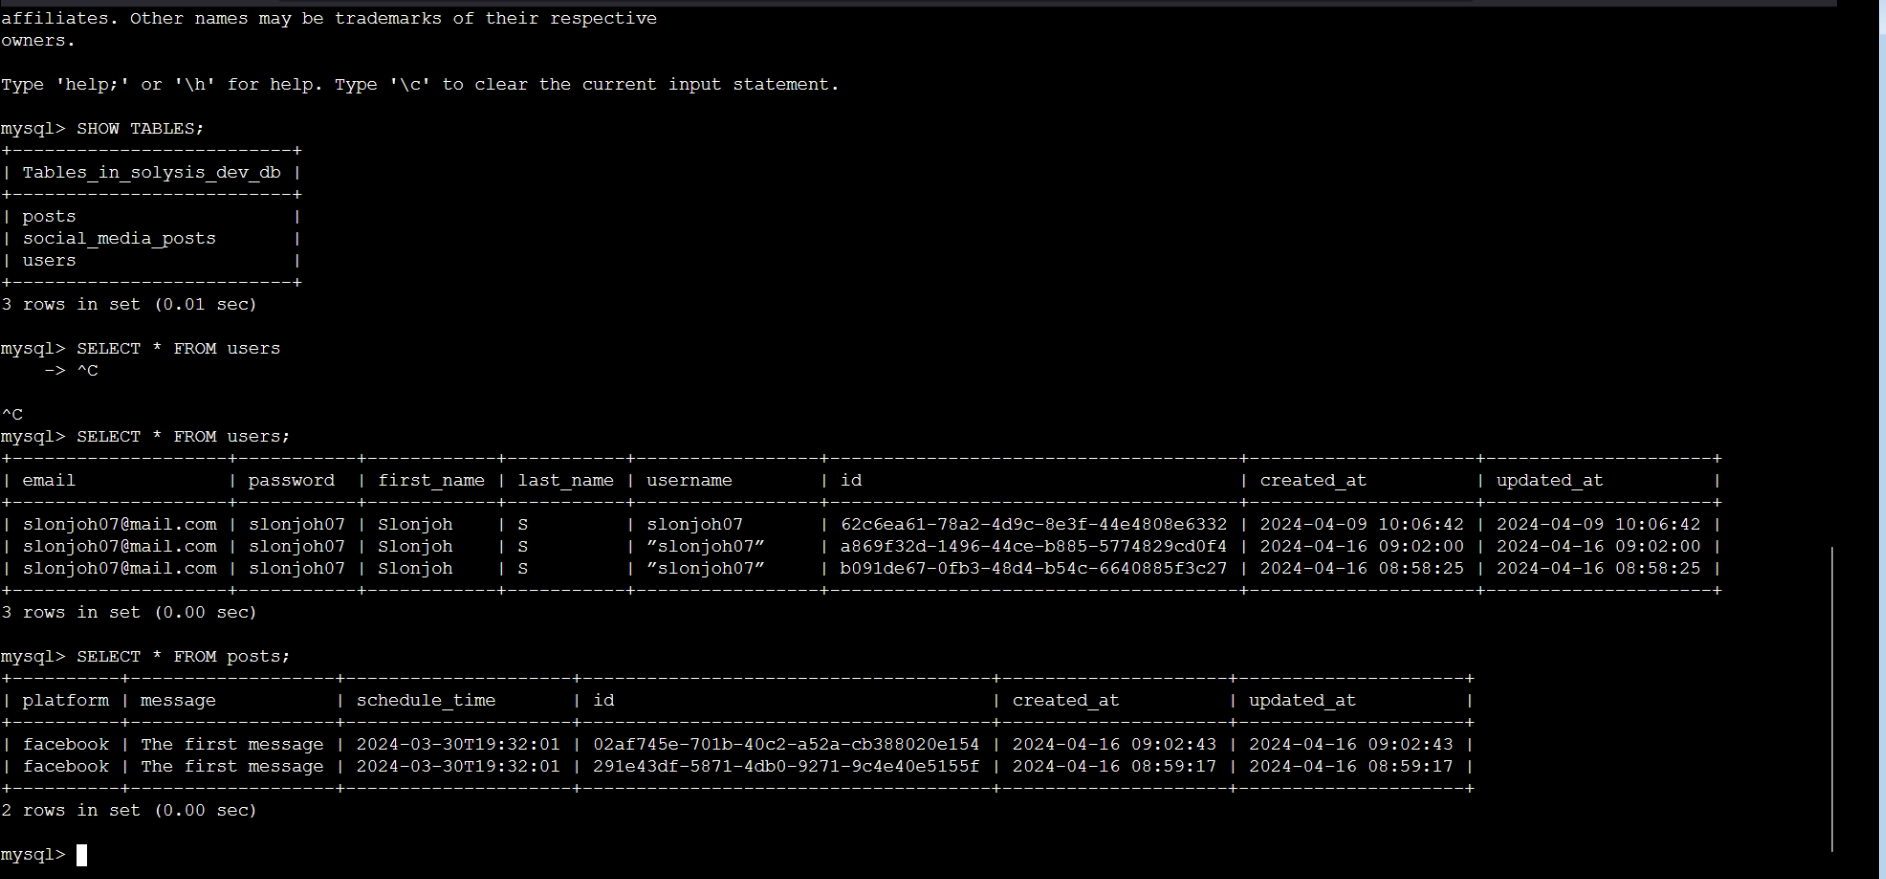 affiliates. Other names may be trademarks of their respective
owners.
Type 'help;' or '\h' for help. Type '\c' to clear the current input statement.
mysql> SHOW TABLES;
+--------------------------+
| Tables_in_solysis_dev_db |
+--------------------------+
| posts                    |
| social_media_posts       |
| users                    |
+--------------------------+
3 rows in set (0.01 sec)
mysql> SELECT * FROM users
    -> ^C
^C
mysql> SELECT * FROM users;
+--------------------+-----------+------------+-----------+-----------------+--------------------------------------+---------------------+---------------------+
| email              | password  | first_name | last_name | username        | id                                   | created_at          | updated_at          |
+--------------------+-----------+------------+-----------+-----------------+--------------------------------------+---------------------+---------------------+
| slonjoh07@mail.com | slonjoh07 | Slonjoh    | S         | slonjoh07       | 62c6ea61-78a2-4d9c-8e3f-44e4808e6332 | 2024-04-09 10:06:42 | 2024-04-09 10:06:42 |
| slonjoh07@mail.com | slonjoh07 | Slonjoh    | S         | ”slonjoh07”     | a869f32d-1496-44ce-b885-5774829cd0f4 | 2024-04-16 09:02:00 | 2024-04-16 09:02:00 |
| slonjoh07@mail.com | slonjoh07 | Slonjoh    | S         | ”slonjoh07”     | b091de67-0fb3-48d4-b54c-6640885f3c27 | 2024-04-16 08:58:25 | 2024-04-16 08:58:25 |
+--------------------+-----------+------------+-----------+-----------------+--------------------------------------+---------------------+---------------------+
3 rows in set (0.00 sec)
mysql> SELECT * FROM posts;
+----------+-------------------+---------------------+--------------------------------------+---------------------+---------------------+
| platform | message           | schedule_time       | id                                   | created_at          | updated_at          |
+----------+-------------------+---------------------+--------------------------------------+---------------------+---------------------+
| facebook | The first message | 2024-03-30T19:32:01 | 02af745e-701b-40c2-a52a-cb388020e154 | 2024-04-16 09:02:43 | 2024-04-16 09:02:43 |
| facebook | The first message | 2024-03-30T19:32:01 | 291e43df-5871-4db0-9271-9c4e40e5155f | 2024-04-16 08:59:17 | 2024-04-16 08:59:17 |
+----------+-------------------+---------------------+--------------------------------------+---------------------+---------------------+
2 rows in set (0.00 sec)
mysql>